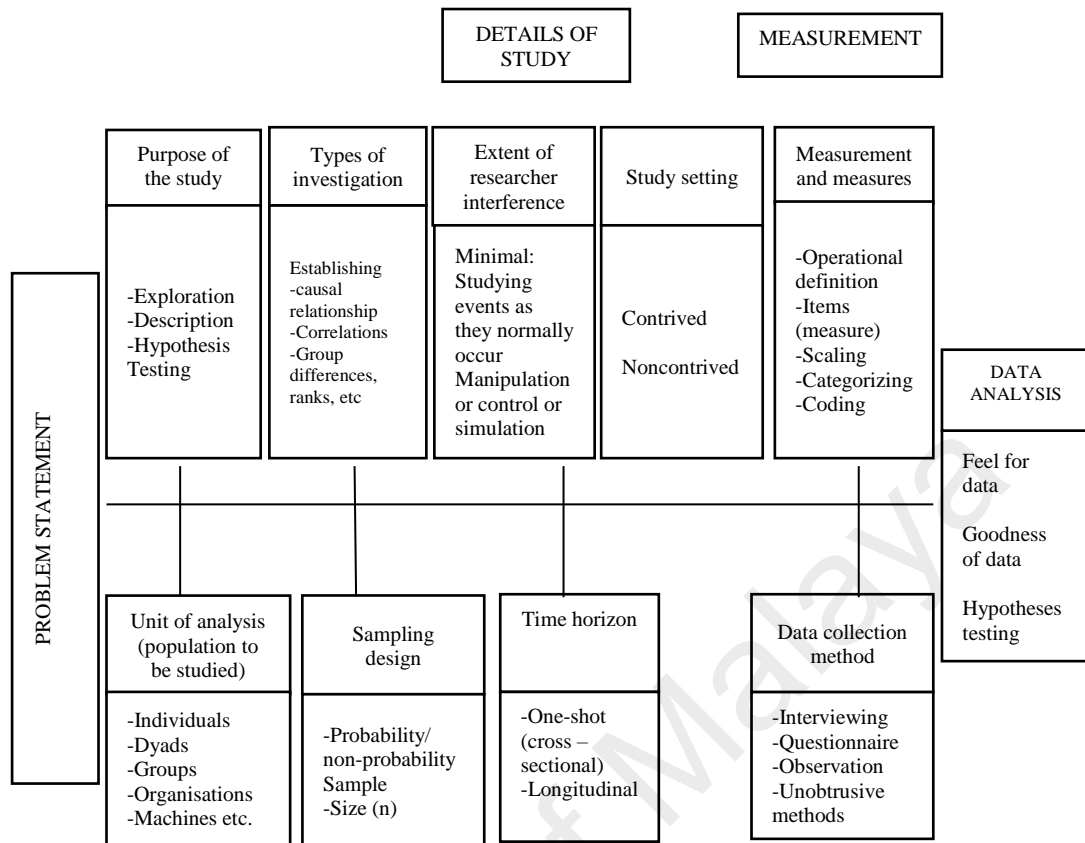 DETAILS OF
STUDY
MEASUREMENT
PROBLEM STATEMENT
Purpose of
the study
-Exploration
-Description
-Hypothesis
Testing
Types of
investigation
Establishing
-causal
relationship
-Correlations
-Group
differences,
ranks, etc
Extent of
researcher
interference
Minimal:
Studying
events as
they normally
occur
Manipulation
or control or
simulation
Study setting
Contrived
Noncontrived
Measurement
and measures
-Operational
definition
-Items
(measure)
-Scaling
-Categorizing
-Coding
DATA
ANALYSIS
Feel for
data
Goodness
of data
Hypotheses
testing
Unit of analysis
(population to
be studied)
-Individuals
-Dyads
-Groups
-Organisations
-Machines etc.
Sampling
design
-Probability/
non-probability
Sample
-Size (n)
Time horizon
-One-shot
(cross –
sectional)
-Longitudinal
Data collection
method
-Interviewing
-Questionnaire
-Observation
-Unobtrusive
methods
of Malaya